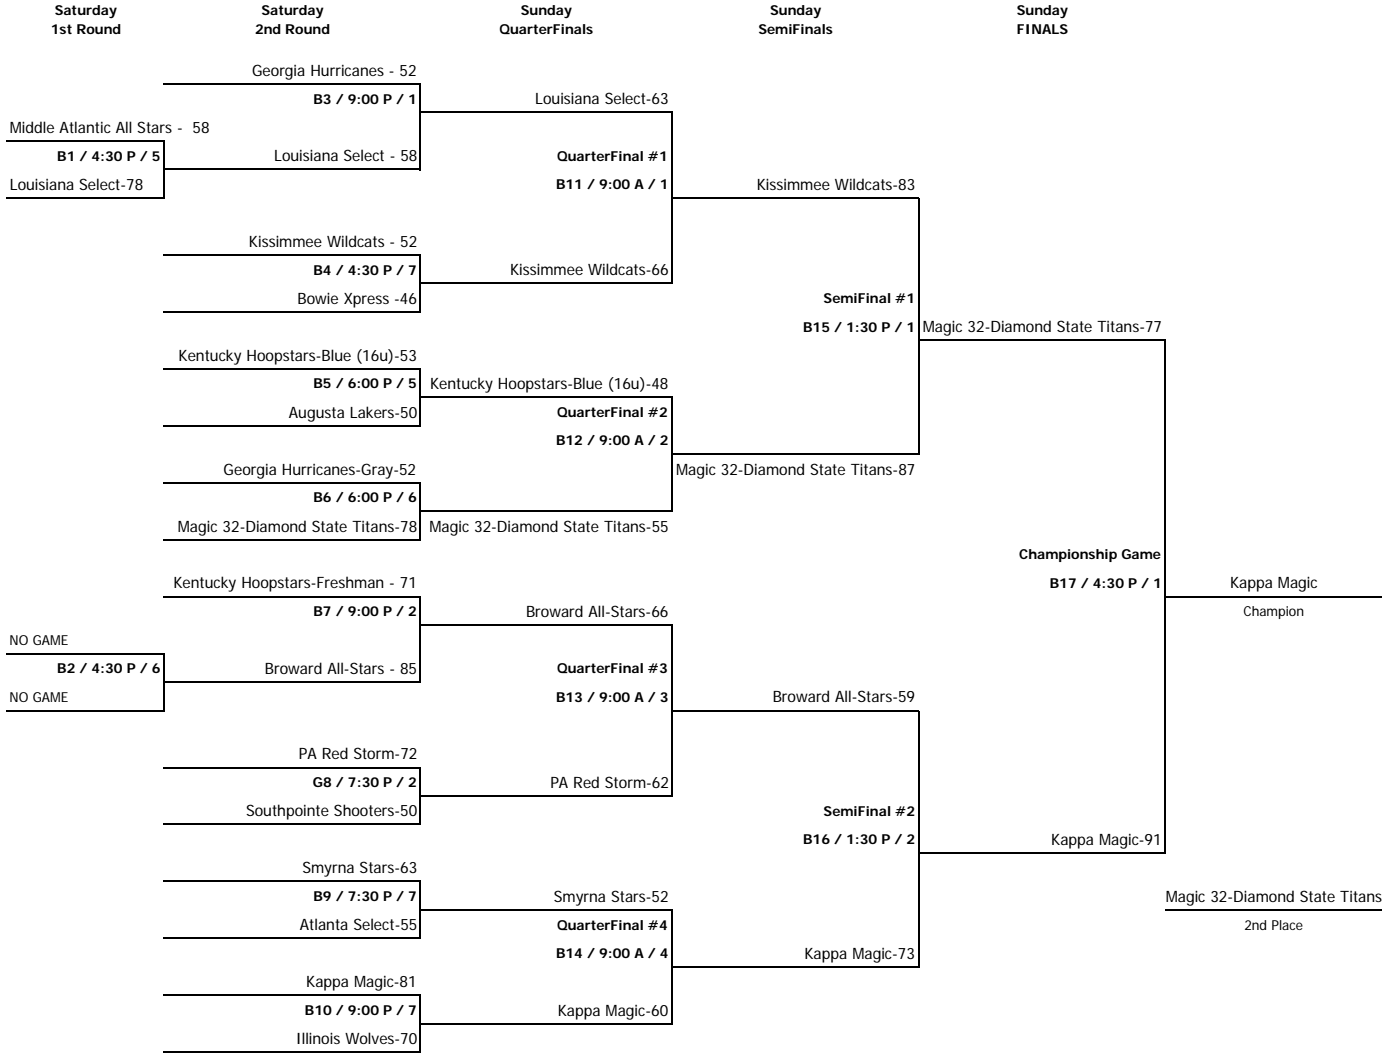 Saturday
1st Round
Saturday
2nd Round
Sunday
QuarterFinals
Sunday
SemiFinals
Sunday
FINALS
Georgia Hurricanes - 52
B3 / 9:00 P / 1
Louisiana Select-63
Middle Atlantic All Stars -  58
B1 / 4:30 P / 5
Louisiana Select - 58
QuarterFinal #1
Louisiana Select-78
B11 / 9:00 A / 1
Kissimmee Wildcats-83
Kissimmee Wildcats - 52
B4 / 4:30 P / 7
Kissimmee Wildcats-66
Bowie Xpress -46
SemiFinal #1
B15 / 1:30 P / 1
Magic 32-Diamond State Titans-77
Kentucky Hoopstars-Blue (16u)-53
B5 / 6:00 P / 5
Kentucky Hoopstars-Blue (16u)-48
Augusta Lakers-50
QuarterFinal #2
B12 / 9:00 A / 2
Georgia Hurricanes-Gray-52
Magic 32-Diamond State Titans-87
B6 / 6:00 P / 6
Magic 32-Diamond State Titans-78
Magic 32-Diamond State Titans-55
Championship Game
Kentucky Hoopstars-Freshman - 71
B17 / 4:30 P / 1
Kappa Magic
B7 / 9:00 P / 2
Broward All-Stars-66
Champion
NO GAME
B2 / 4:30 P / 6
Broward All-Stars - 85
QuarterFinal #3
NO GAME
B13 / 9:00 A / 3
Broward All-Stars-59
PA Red Storm-72
G8 / 7:30 P / 2
PA Red Storm-62
Southpointe Shooters-50
SemiFinal #2
B16 / 1:30 P / 2
Kappa Magic-91
Smyrna Stars-63
B9 / 7:30 P / 7
Smyrna Stars-52
Magic 32-Diamond State Titans
Atlanta Select-55
QuarterFinal #4
2nd Place
B14 / 9:00 A / 4
Kappa Magic-73
Kappa Magic-81
B10 / 9:00 P / 7
Kappa Magic-60
Illinois Wolves-70